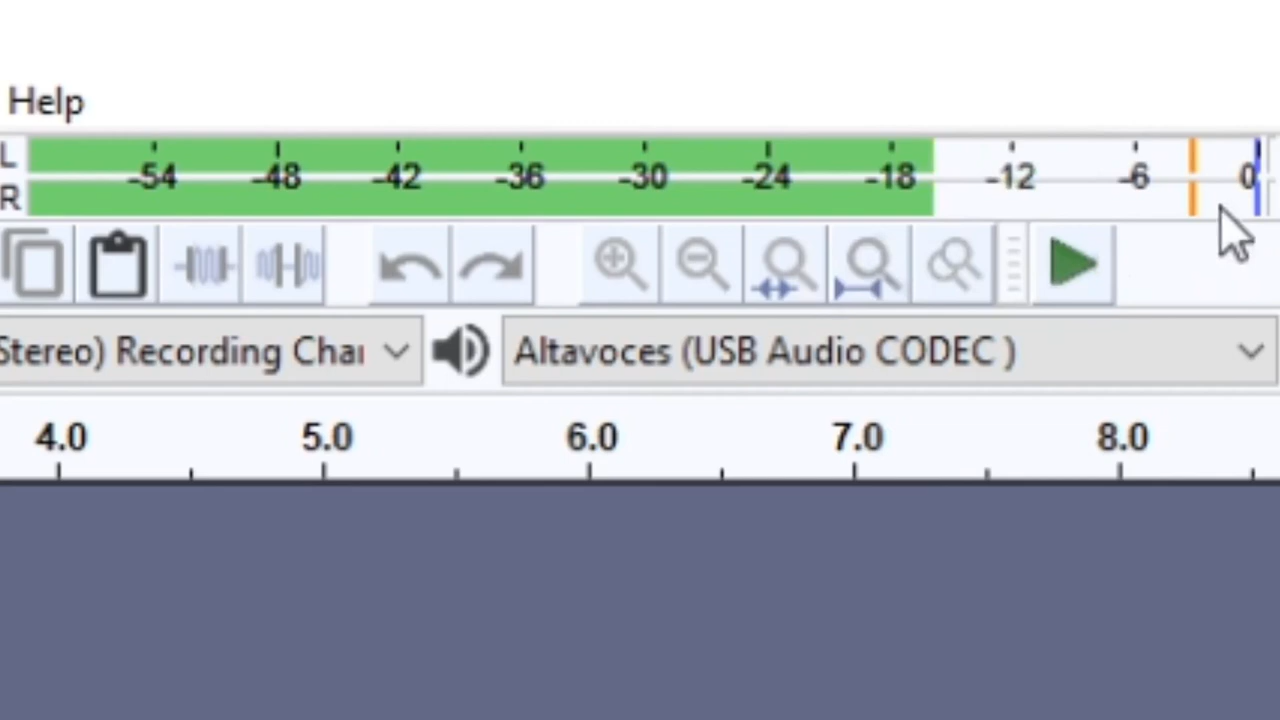 Help
L
-54 -48 -42 -36 -30 -24 -18 -12 -6 0
R
Stereo) Recording Chai
Altavoces (USB Audio CODEC )
4.0 5.0 6.0 7.0 8.0